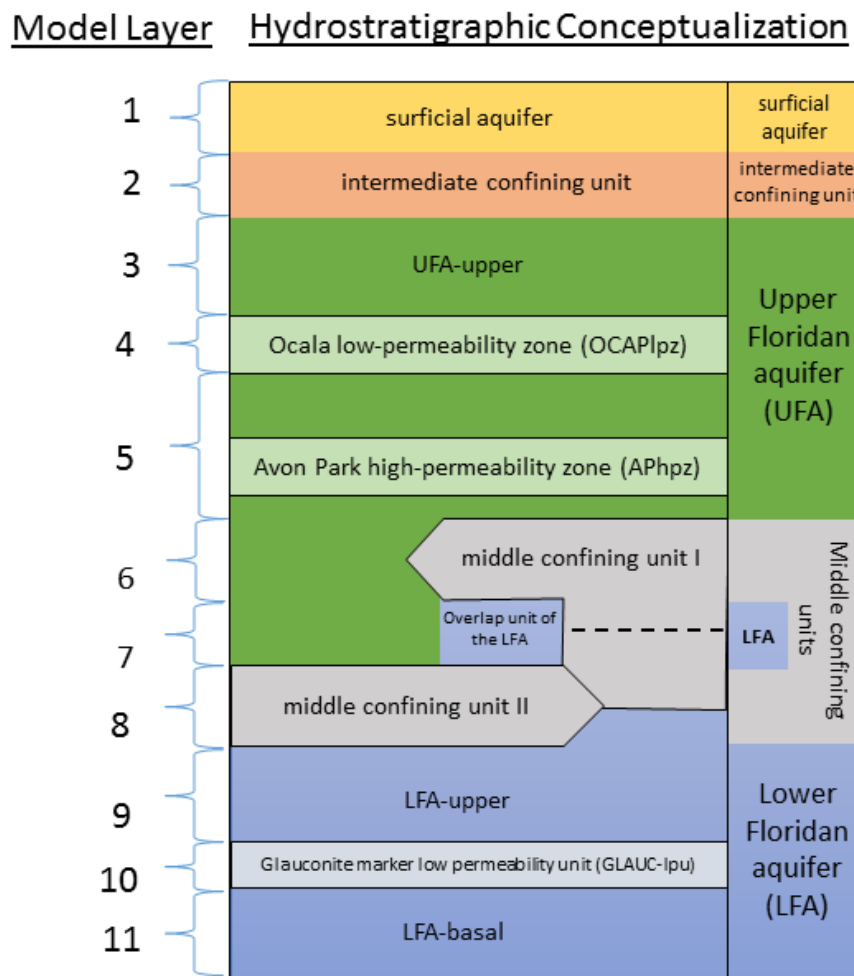 Model Layer
Hydrostratigraphic Conceptualization
1
surficial aquifer
surficial
aquifer
2
intermediate confining unit
intermediate
confining unit
3
UFA-upper
Upper
Floridan
aquifer
(UFA)
4
Ocala low-permeability zone (OCAPlpz)
5
Avon Park high-permeability zone (APhpz)
6
middle confining unit I
Middle confining
units
7
Overlap unit of
the LFA
LFA
8
middle confining unit II
9
LFA-upper
Lower
Floridan
aquifer
(LFA)
10
Glauconite marker low permeability unit (GLAUC-lpu)
11
LFA-basal